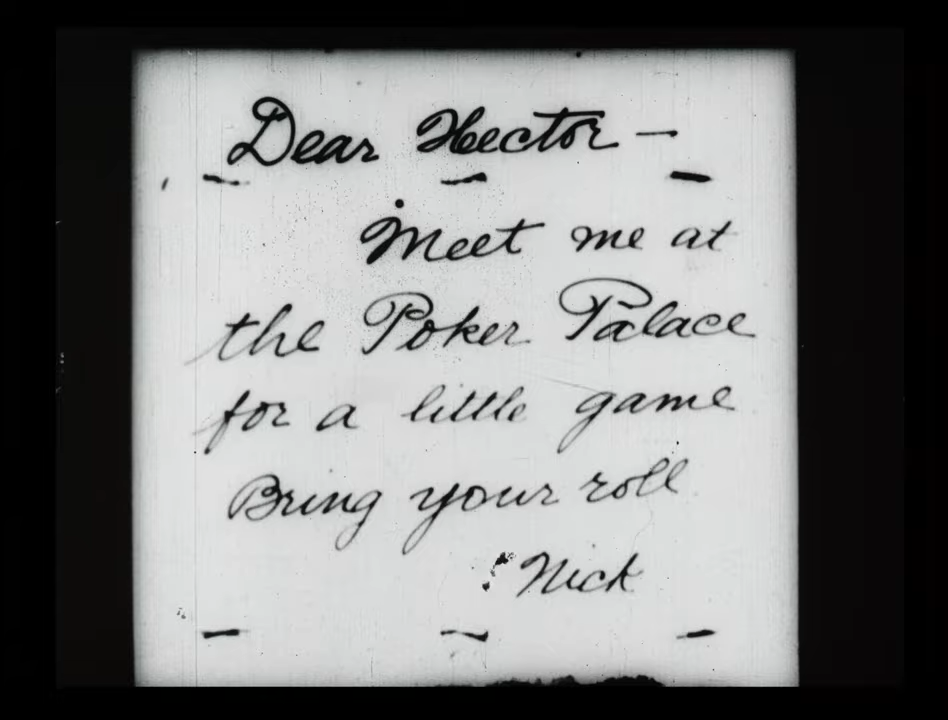 Dear Hector —
Meet me at
the Poker Palace
for a little game
Bring your roll
Nick